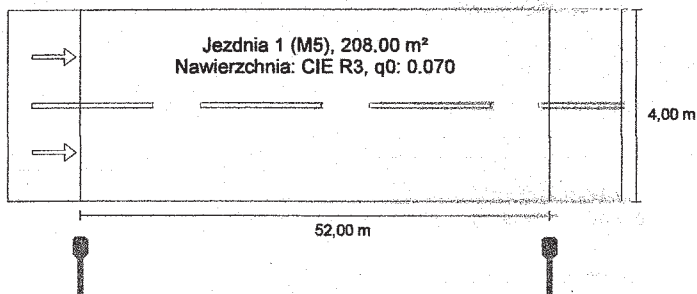 Jezdnia 1 (M5), 208.00 m²
Nawierzchnia: CIE R3, q0: 0.070
4,00 m
52,00 m